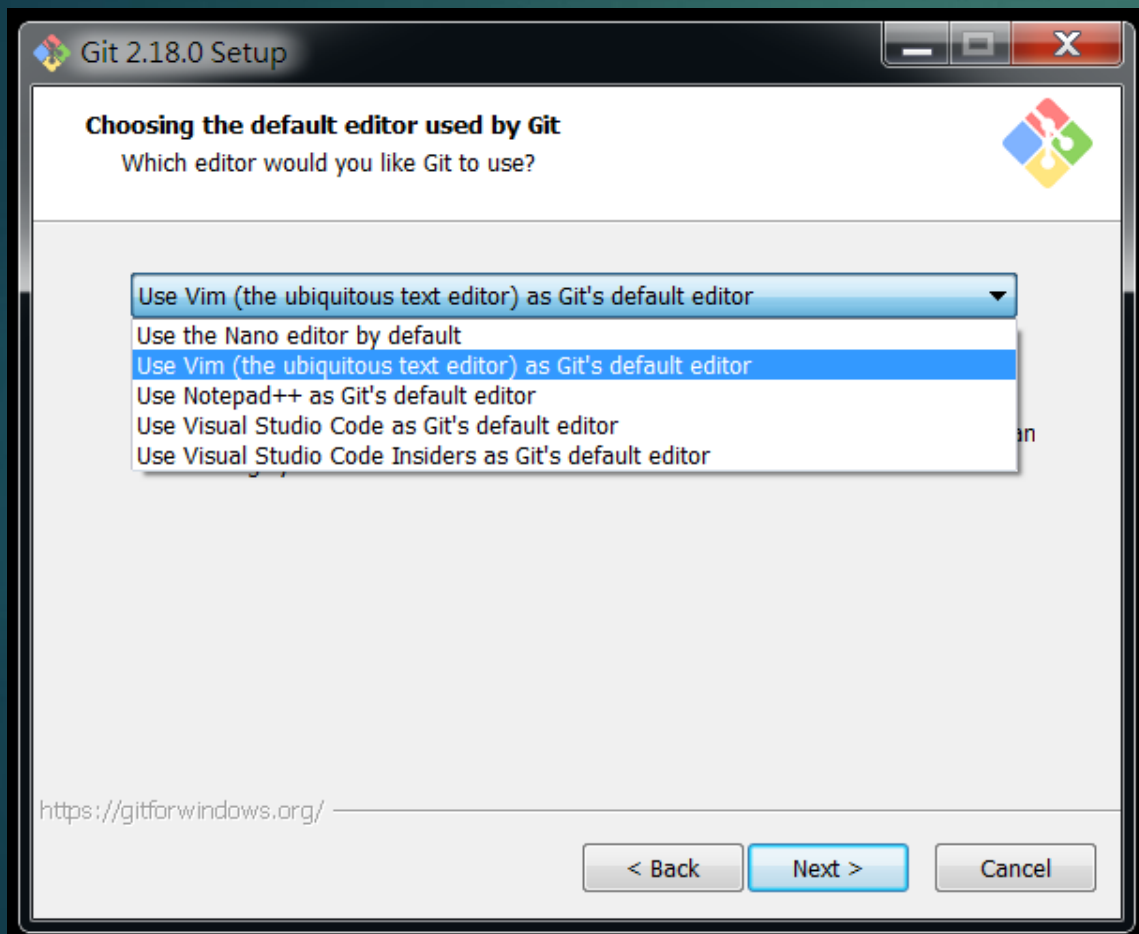 Git 2.18.0 Setup
Choosing the default editor used by Git
Which editor would you like Git to use?
Use Vim (the ubiquitous text editor) as Git's default editor
Use the Nano editor by default
Use Vim (the ubiquitous text editor) as Git's default editor
Use Notepad++ as Git's default editor
Use Visual Studio Code as Git's default editor
Use Visual Studio Code Insiders as Git's default editor
https://gitforwindows.org/
< Back
Next >
Cancel